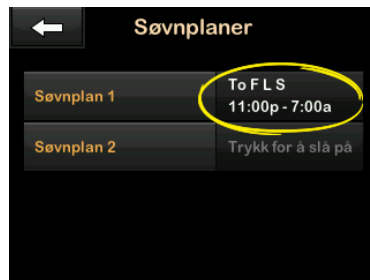 Søvnplaner
Søvnplan 1
To F L S
11:00p - 7:00a
Søvnplan 2
Trykk for å slå på